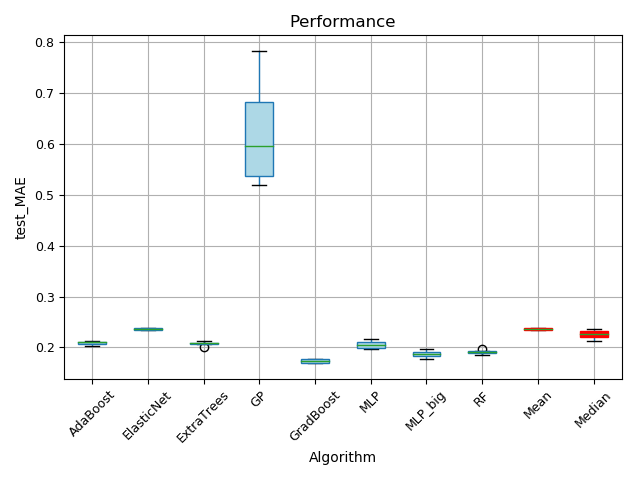 Performance
0.8
0.7
0.6
0.5
0.4
0.3
0.2
test_MAE
AdaBoost
ElasticNet
ExtraTrees
GP
GradBoost
MLP
MLP_big
RF
Mean
Median
Algorithm